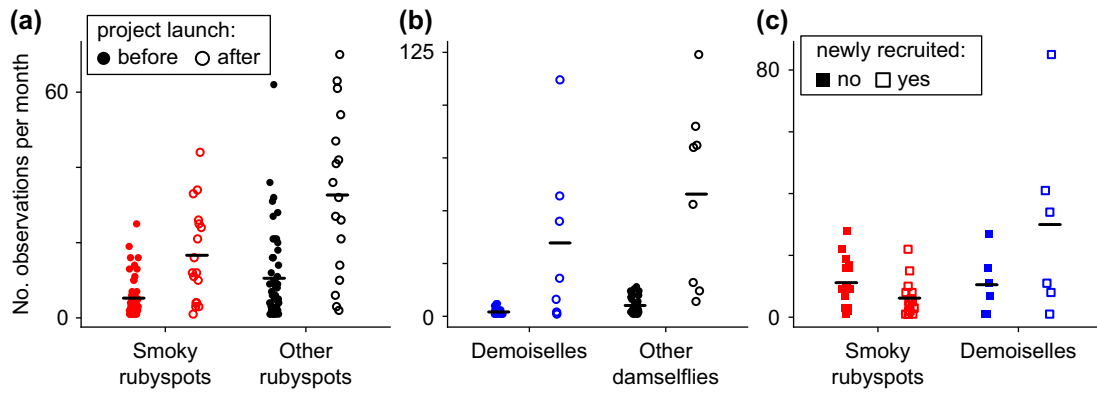 (a)
project launch:
before after
No. observations per month
60
0
Smoky
rubyspots
Other
rubyspots
(b)
125
0
Demoiselles
Other
damselflies
(c)
newly recruited:
no yes
80
0
Smoky
rubyspots
Demoiselles